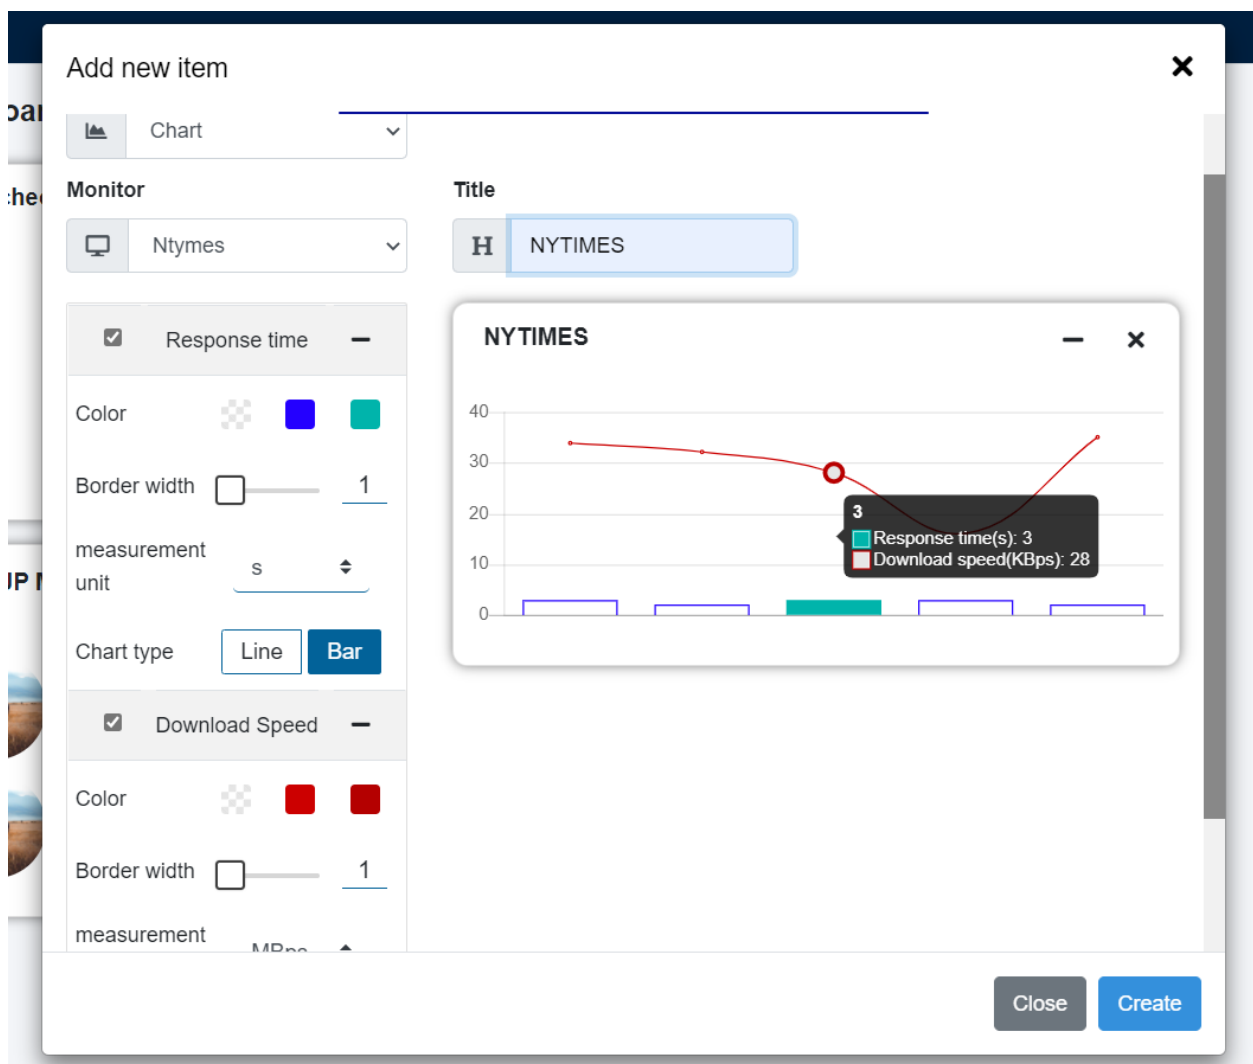 Add new item
Chart
Monitor
Title
Ntymes
H
NYTIMES
Response time
NYTIMES
Color
40
30
20
10
0
3
Response time(s): 3
Download speed(KBps): 28
Border width
1
measurement
unit
s
Chart type
Line
Bar
Download Speed
Color
Border width
1
measurement
MBps
Close
Create